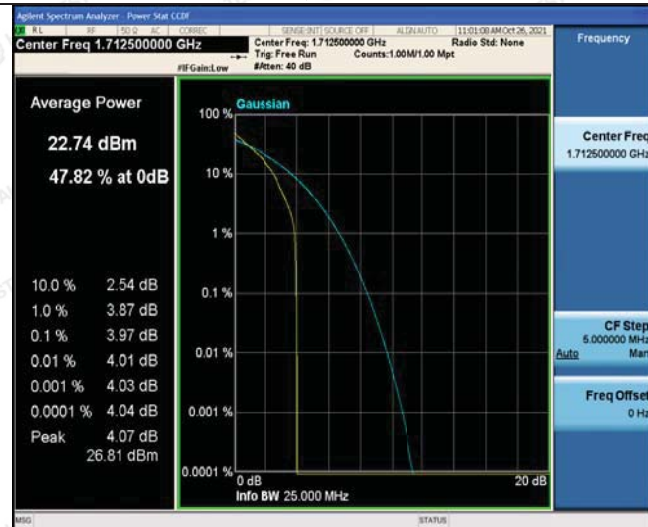 Agilent Spectrum Analyzer - Power Stat CCDF
RL RF 50 Ω AC CORREC SENSE:INT SOURCE OFF ALIGN AUTO 11:01:08 AM Oct 26, 2021
Center Freq 1.712500000 GHz
Center Freq: 1.712500000 GHz Radio Std: None
Trig: Free Run Counts:1.00M/1.00 Mpt
#IFGain:Low #Atten: 40 dB
Frequency
Average Power
22.74 dBm
47.82 % at 0dB
10.0 % 2.54 dB
1.0 % 3.87 dB
0.1 % 3.97 dB
0.01 % 4.01 dB
0.001 % 4.03 dB
0.0001 % 4.04 dB
Peak 4.07 dB
26.81 dBm
Gaussian
100 %
10 %
1 %
0.1 %
0.01 %
0.001 %
0.0001 %
0 dB 20 dB
Info BW 25.000 MHz
Center Freq
1.712500000 GHz
CF Step
5.000000 MHz
Auto Man
Freq Offset
0 Hz
MSG STATUS